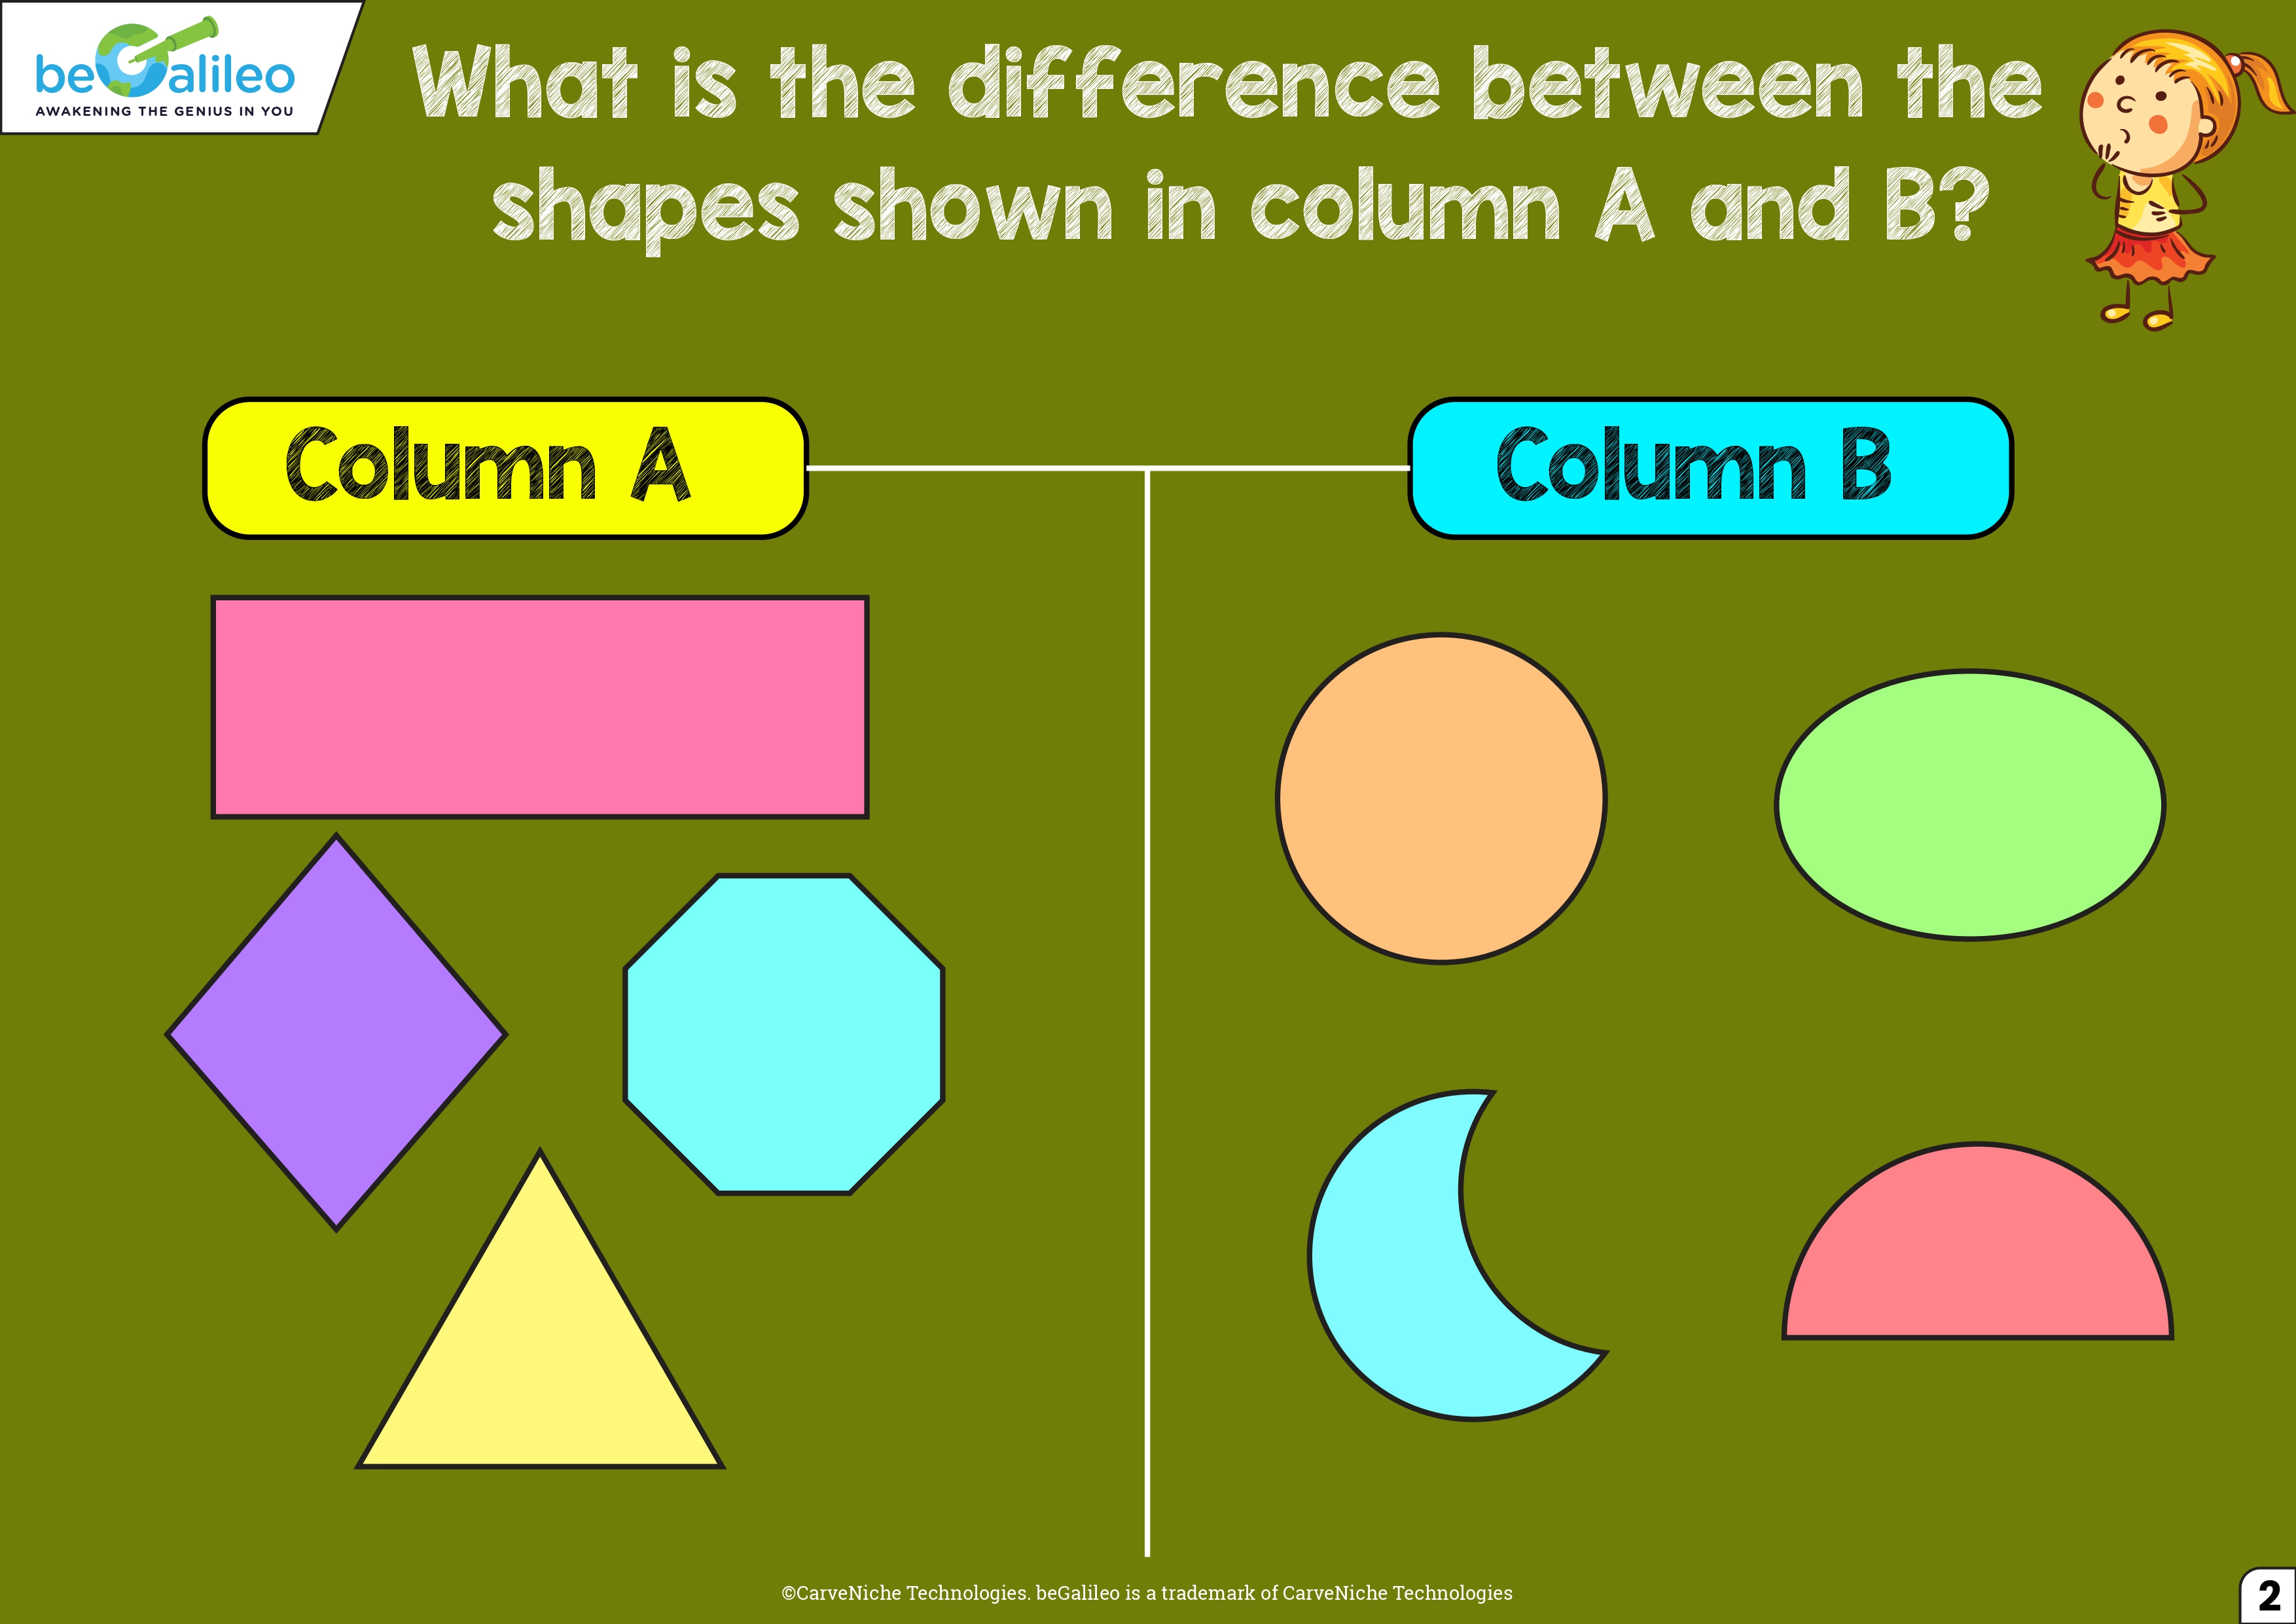 beGalileo
AWAKENING THE GENIUS IN YOU
What is the difference between the
shapes shown in column A and B?
Column A
Column B
©CarveNiche Technologies. beGalileo is a trademark of CarveNiche Technologies
2